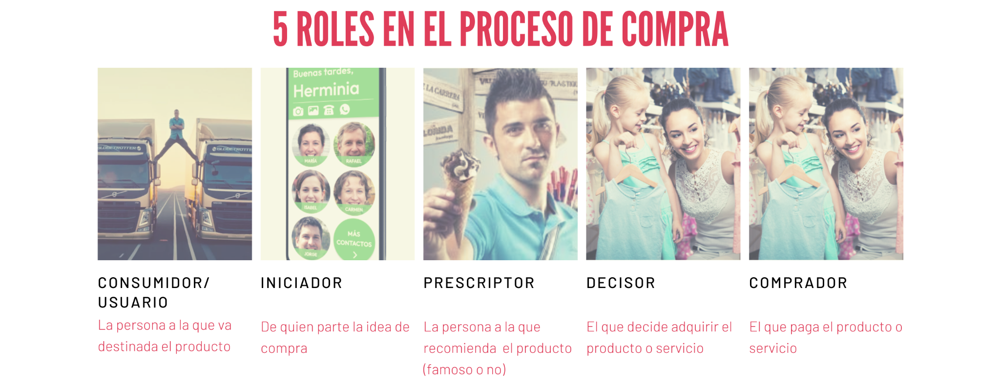 5 ROLES EN EL PROCESO DE COMPRA
GLOBETROTTER
GLOBETROTTE
Buenas tardes,
Herminia
MARÍA
RAFAEL
ISABEL
CARMEN
JORGE
MÁS
CONTACTOS
LA CARRERA
CONSUMIDOR/
USUARIO
La persona a la que va
destinada el producto
INICIADOR
De quien parte la idea de
compra
PRESCRIPTOR
La persona a la que
recomienda el producto
(famoso o no)
DECISOR
El que decide adquirir el
producto o servicio
COMPRADOR
El que paga el producto o
servicio